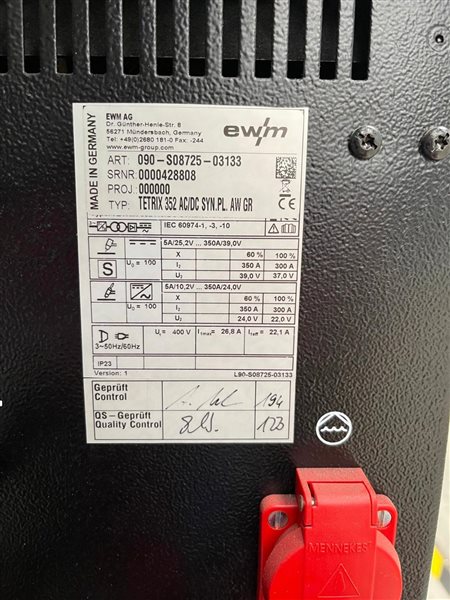 MADE IN GERMANY
EWM AG
Dr. Günther-Henle-Str. 8
56271 Mündersbach, Germany
Tel: +49(0)2680 181-0 Fax: -244
www.ewm-group.com
ewm
ART: 090-S08725-03133
SRNR: 0000428808
PROJ: 000000
TYP: TETRIX 352 AC/DC SYN.PL. AW GR
CE
IEC 60974-1, -3, -10
5A/25,2V ... 350A/39,0V
X 60 % 100 %
S U₀ = 100 I₂ 350 A 300 A
U₂ 39,0 V 37,0 V
5A/10,2V ... 350A/24,0V
X 60 % 100 %
U₀ = 100 I₂ 350 A 300 A
U₂ 24,0 V 22,0 V
3~50Hz/60Hz U₁ = 400 V I₁max = 26,8 A I₁eff = 22,1 A
IP23
Version: 1 L90-S08725-03133
Geprüft
Control 194
QS - Geprüft
Quality Control 123
MENNEKES